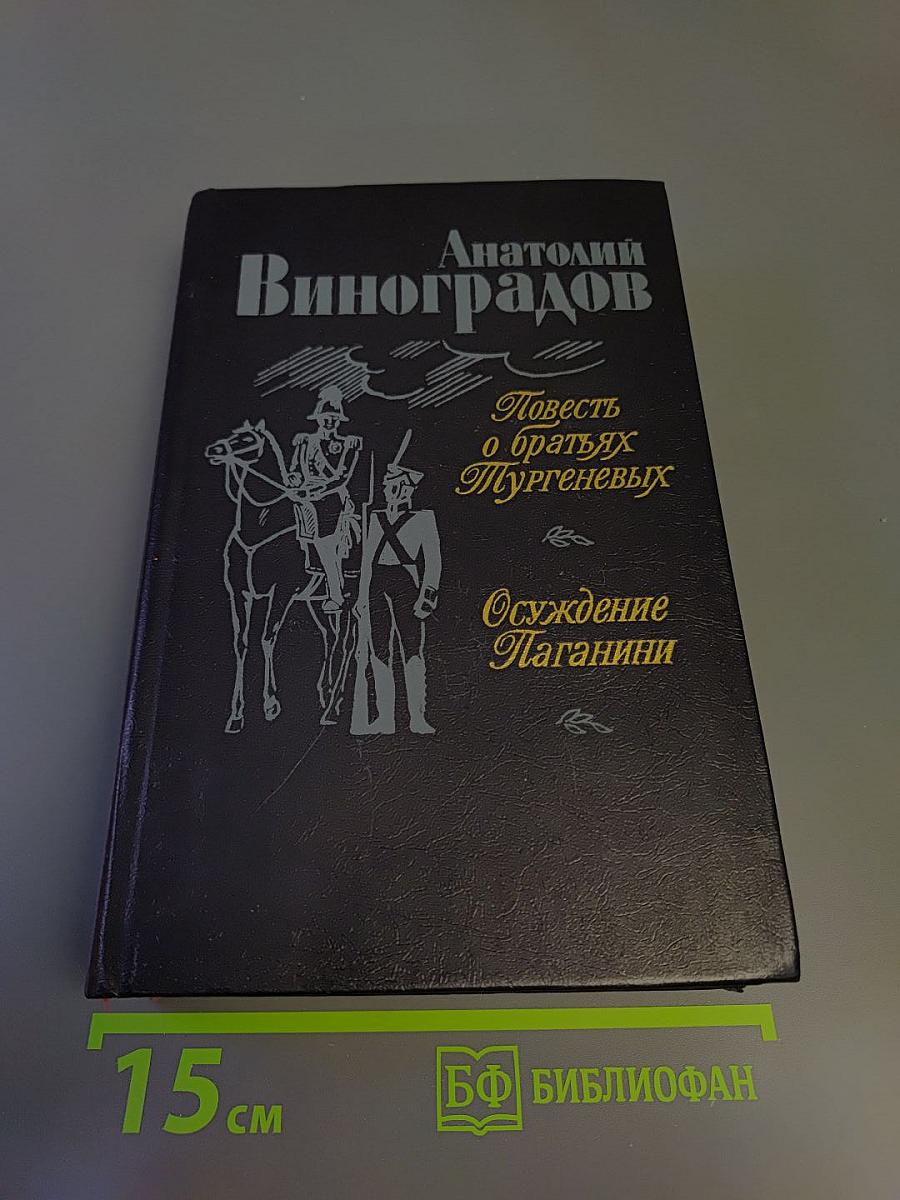 Анатолий
Виноградов
Повесть
о братьях
Тургеневых
Осуждение
Паганини
15 см
БФ БИБЛИОФАН